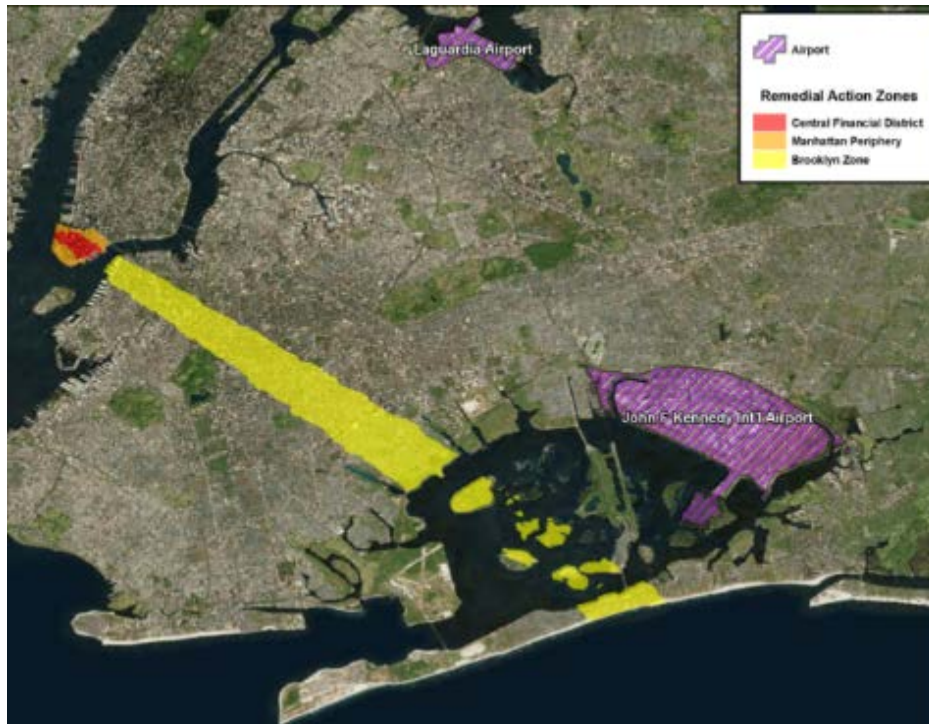 Laguardia Airport
Airport
Remedial Action Zones
Central Financial District
Manhattan Periphery
Brooklyn Zone
John F Kennedy Int'l Airport